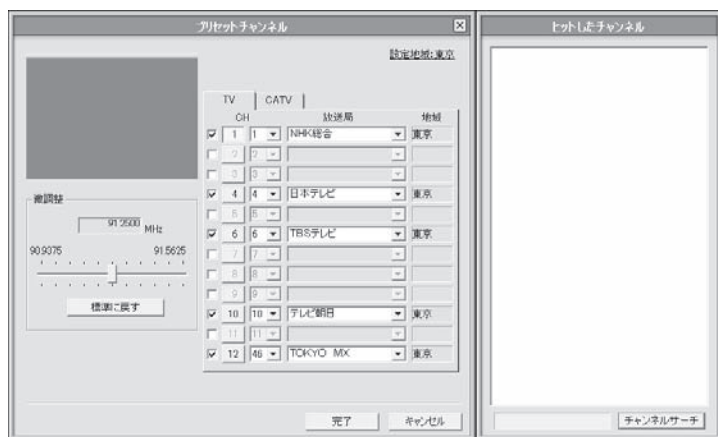 プリセットチャンネル
設定地域:東京
TV CATV
CH 放送局 地域
1 1 NHK総合 東京
2 2
3 3
4 4 日本テレビ 東京
5 5
6 6 TBSテレビ 東京
7 7
8 8
9 9
10 10 テレビ朝日 東京
11 11
12 46 TOKYO MX 東京
微調整
91.2500 MHz
90.9375 91.5625
標準に戻す
完了 キャンセル
ヒットしたチャンネル
チャンネルサーチ